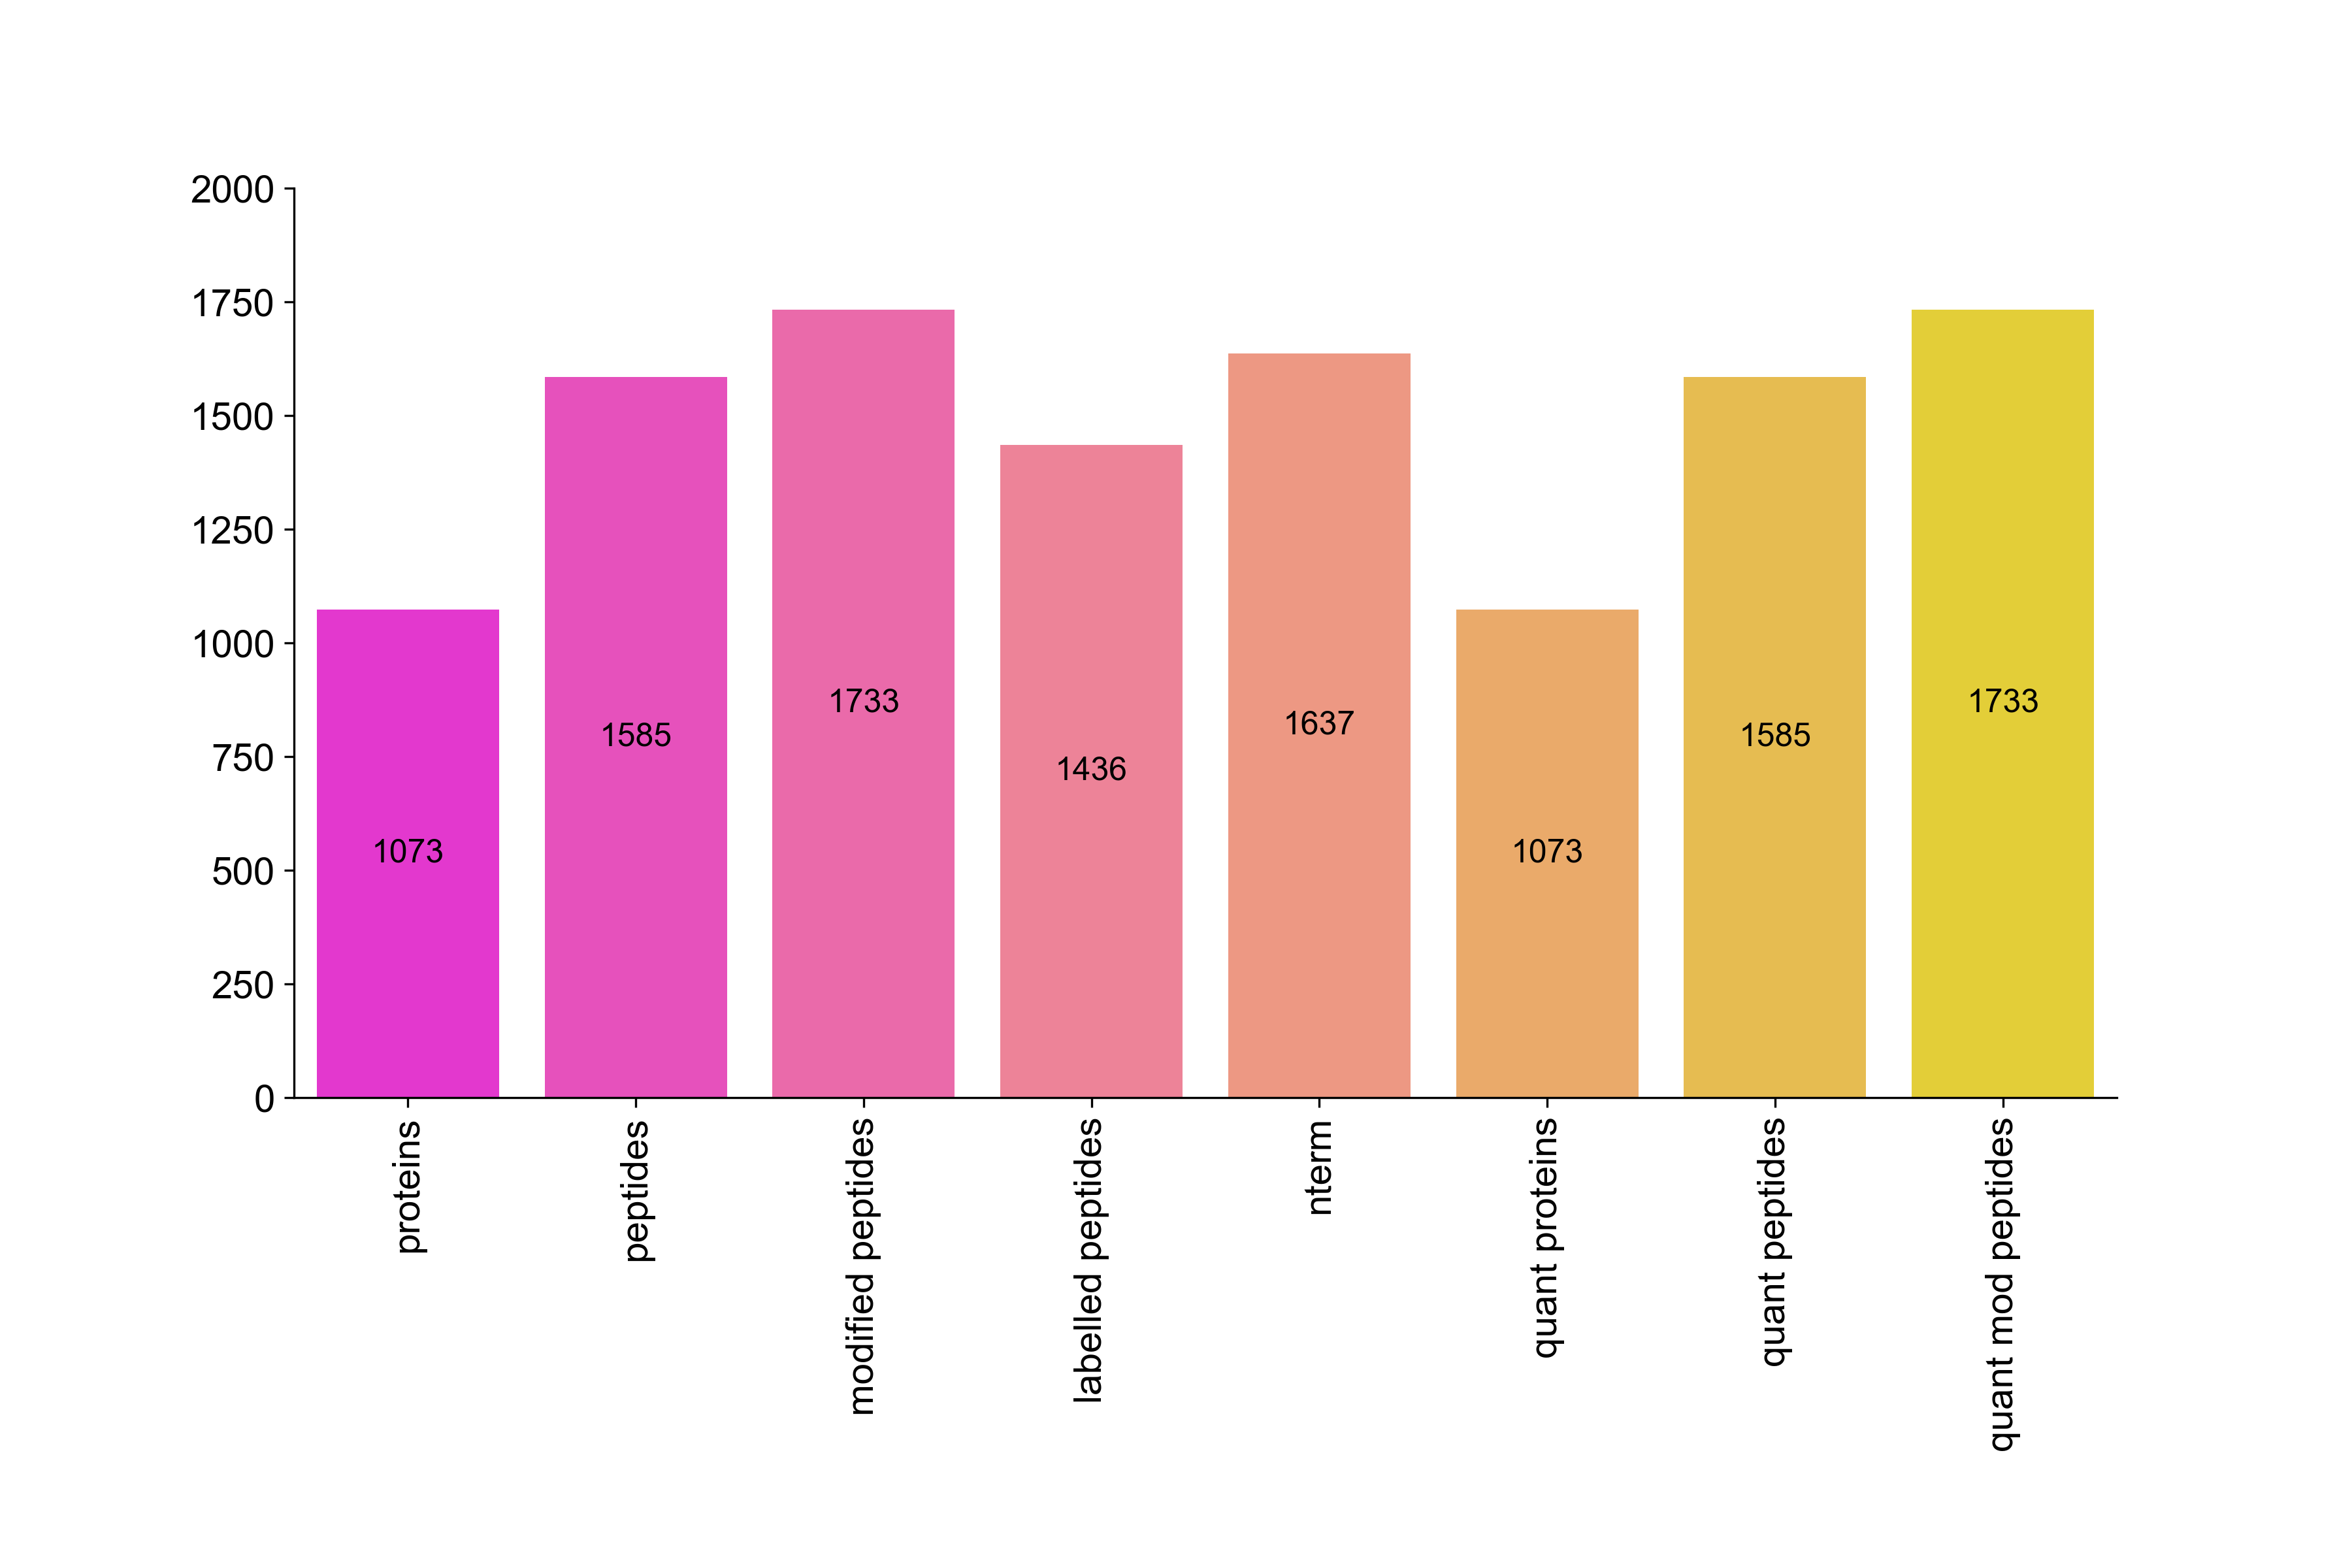 2000
1750
1500
1250
1000
750
500
250
0
1073
1585
1733
1436
1637
1073
1585
1733
proteins
peptides
modified peptides
labelled peptides
nterm
quant proteins
quant peptides
quant mod peptides